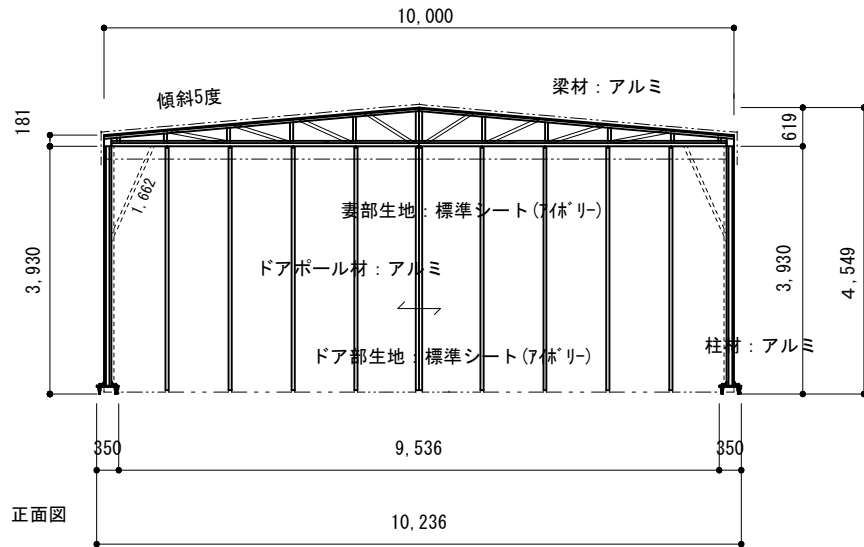 10,000
傾斜5度
梁材：アルミ
181
619
1,662
妻部生地：標準シート(ｱｲﾎﾞﾘｰ)
ドアポール材：アルミ
3,930
3,930
4,549
ドア部生地：標準シート(ｱｲﾎﾞﾘｰ)
柱材：アルミ
350
9,536
350
正面図
10,236